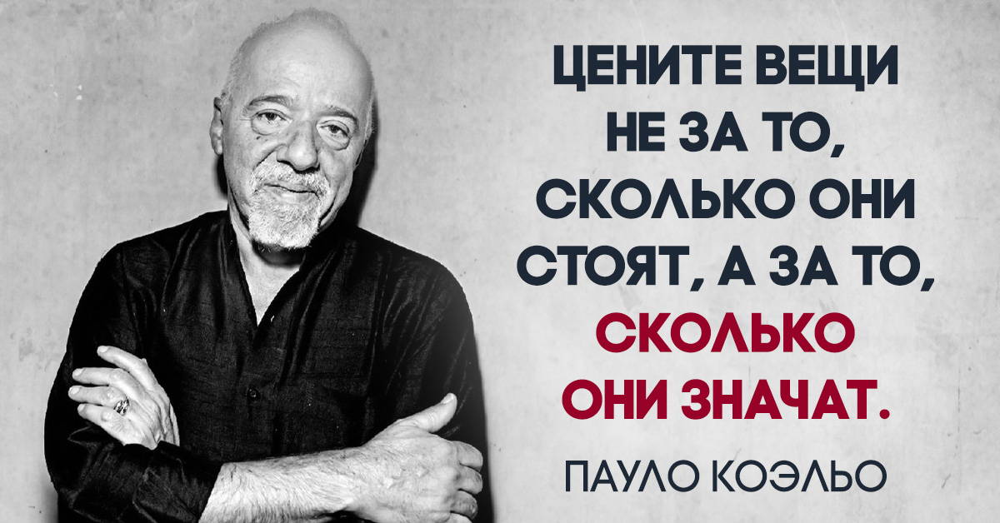 ЦЕНИТЕ ВЕЩИ
НЕ ЗА ТО,
СКОЛЬКО ОНИ
СТОЯТ, А ЗА ТО,
СКОЛЬКО
ОНИ ЗНАЧАТ.
ПАУЛО КОЭЛЬО